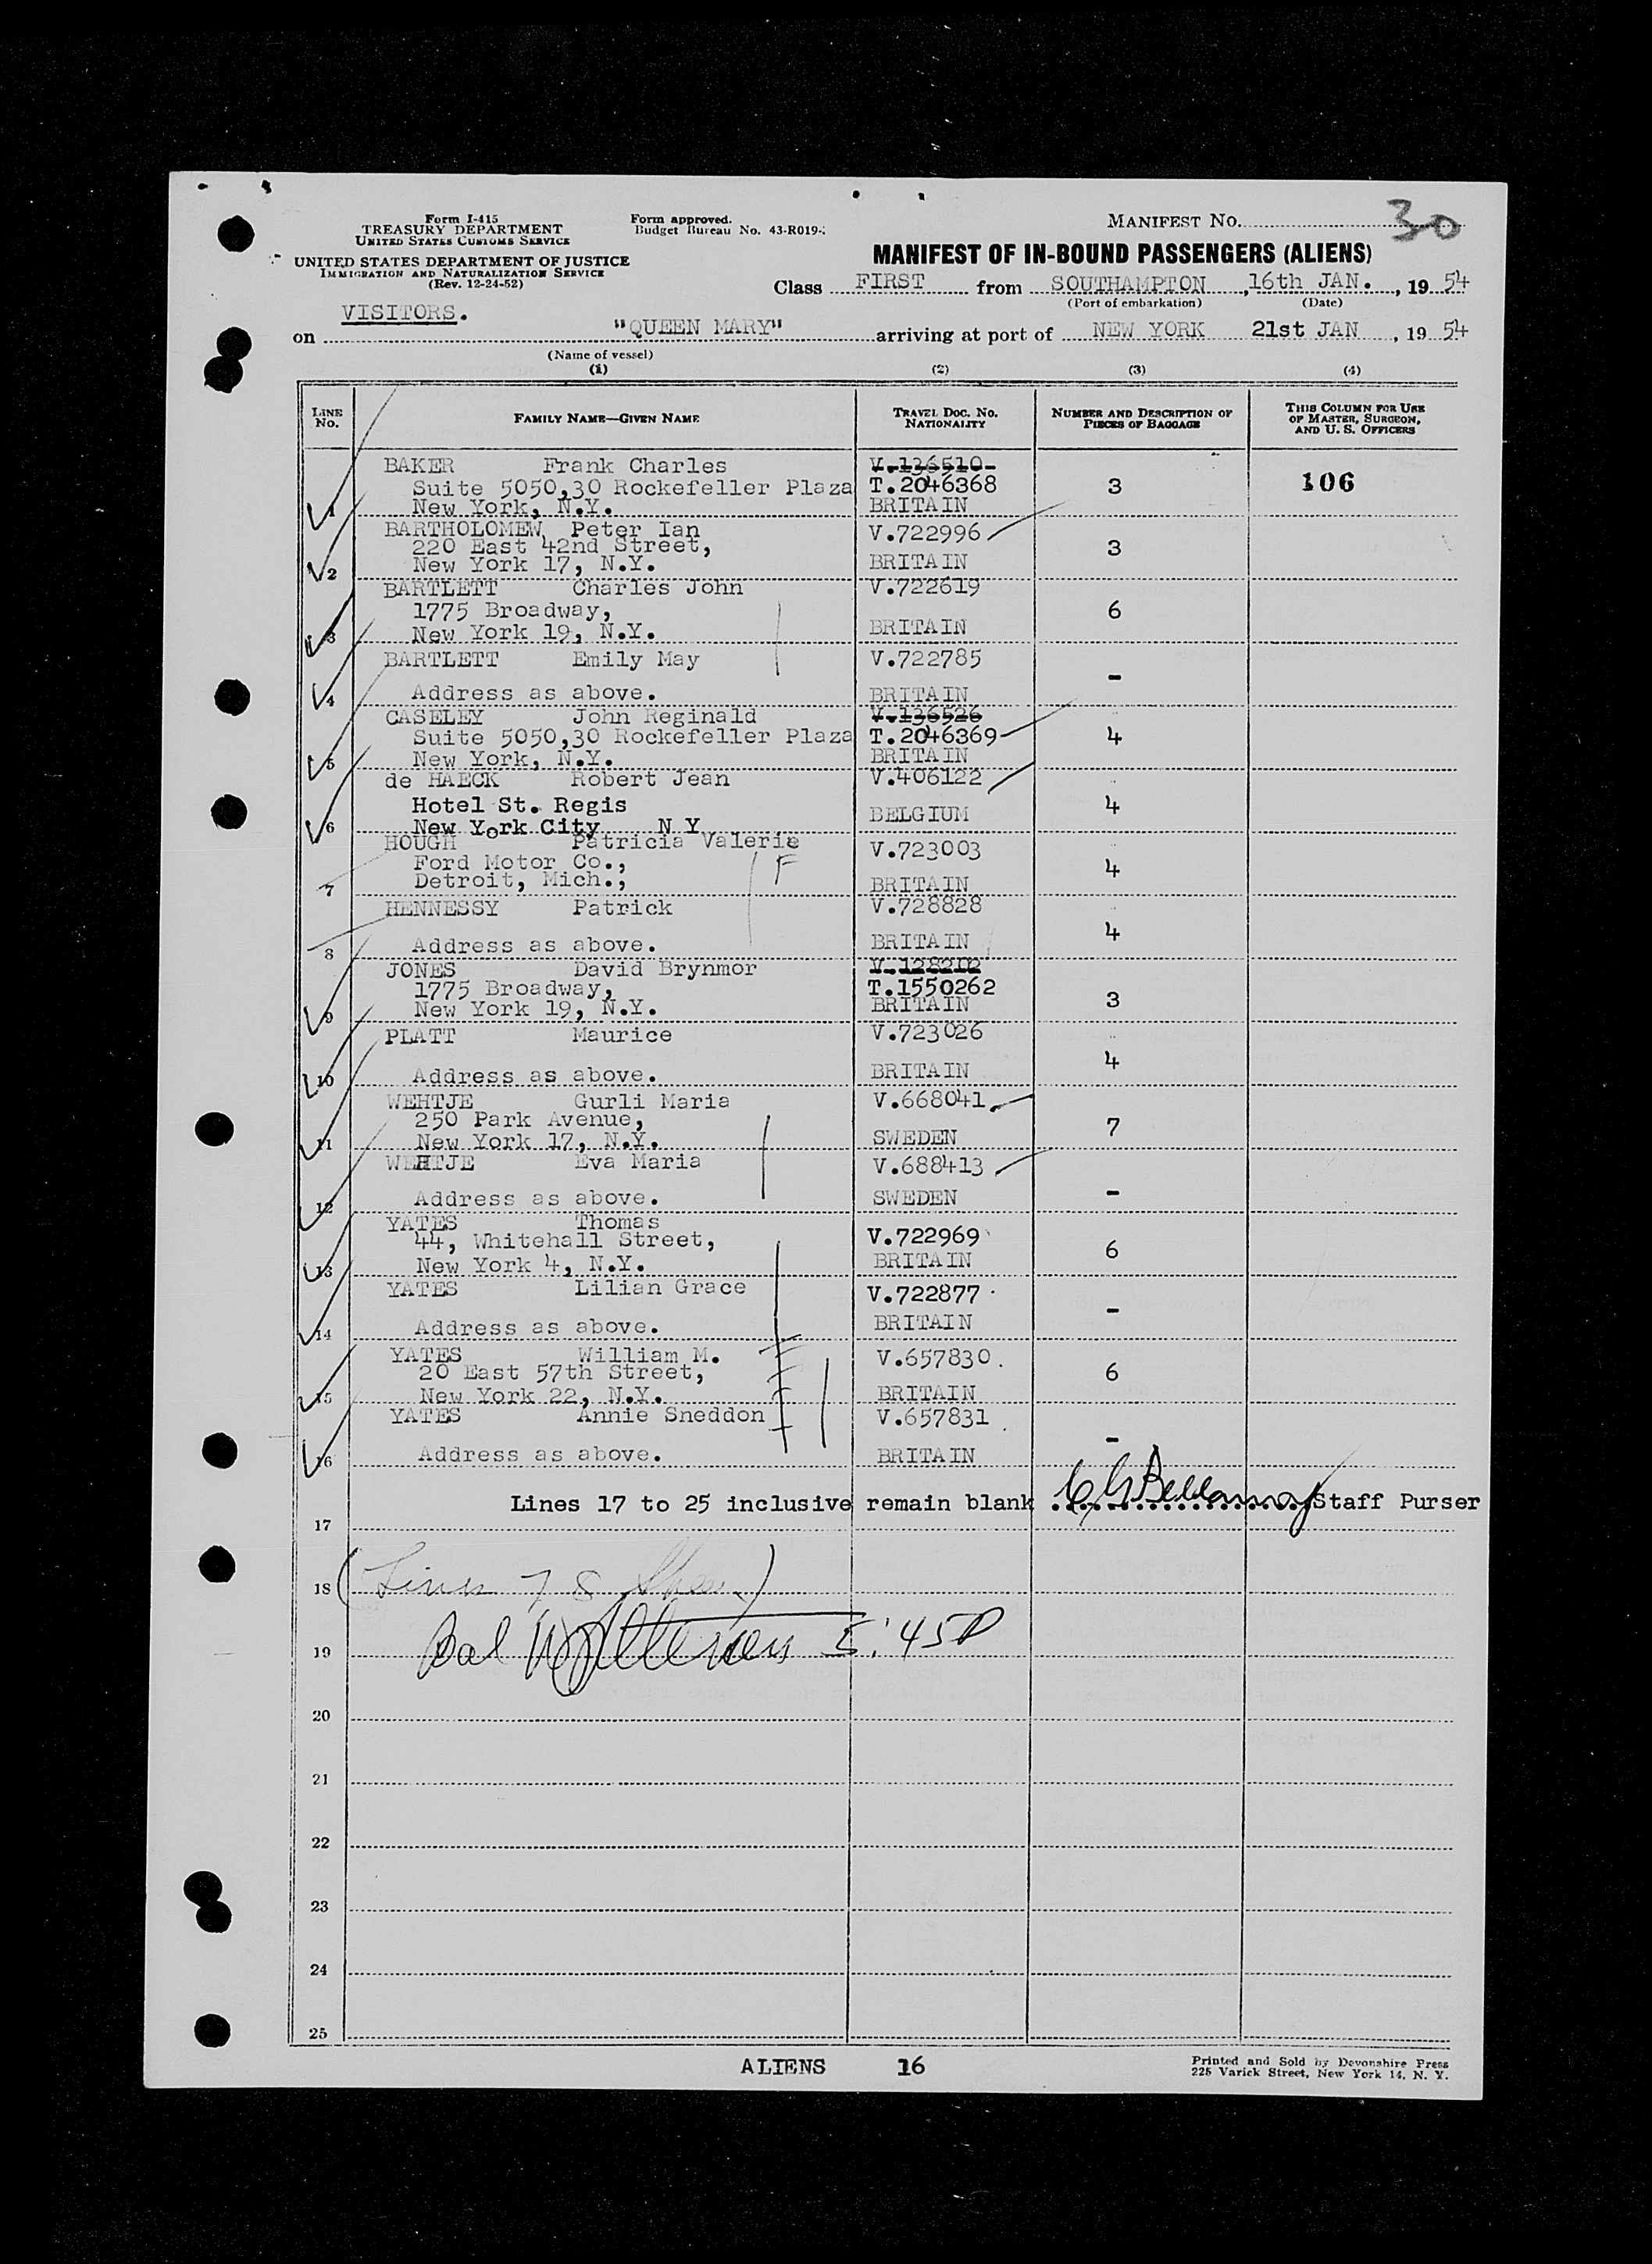 Form I-415
TREASURY DEPARTMENT
UNITED STATES CUSTOMS SERVICE
UNITED STATES DEPARTMENT OF JUSTICE
IMMIGRATION AND NATURALIZATION SERVICE
(Rev. 12-24-52)
Form approved.
Budget Bureau No. 43-R019-
MANIFEST NO. 30
MANIFEST OF IN-BOUND PASSENGERS (ALIENS)
Class FIRST from SOUTHAMPTON, 16th JAN., 1954
(Port of embarkation) (Date)
VISITORS.
on "QUEEN MARY" arriving at port of NEW YORK 21st JAN, 1954
(Name of vessel)
(1) (2) (3) (4)
LINE NO. FAMILY NAME—GIVEN NAME TRAVEL DOC. NO. NATIONALITY NUMBER AND DESCRIPTION OF PIECES OF BAGGAGE THIS COLUMN FOR USE OF MASTER, SURGEON, AND U. S. OFFICERS
BAKER Frank Charles V.136510
Suite 5050,30 Rockefeller Plaza T.2046368 3 106
1 New York, N.Y. BRITAIN
BARTHOLOMEW Peter Ian V.722996
220 East 42nd Street, 3
2 New York 17, N.Y. BRITAIN
BARTLETT Charles John V.722619
1775 Broadway, 6
3 New York 19, N.Y. BRITAIN
BARTLETT Emily May V.722785
4 Address as above. BRITAIN -
CASELEY John Reginald V.136526
Suite 5050,30 Rockefeller Plaza T.2046369 4
5 New York, N.Y. BRITAIN
de HAECK Robert Jean V.406122
Hotel St. Regis BELGIUM 4
6 New York City N Y
HOUGH Patricia Valerie V.723003
Ford Motor Co., F 4
7 Detroit, Mich., BRITAIN
HENNESSY Patrick V.728828
8 Address as above. BRITAIN 4
JONES David Brynmor V.128202
1775 Broadway, T.1550262 3
9 New York 19, N.Y. BRITAIN
PLATT Maurice V.723026
10 Address as above. BRITAIN 4
WEHTJE Gurli Maria V.668041
250 Park Avenue, 7
11 New York 17, N.Y. SWEDEN
WEHTJE Eva Maria V.688413
12 Address as above. SWEDEN -
YATES Thomas V.722969
44, Whitehall Street, 6
13 New York 4, N.Y. BRITAIN
YATES Lilian Grace V.722877
14 Address as above. BRITAIN -
YATES William M. V.657830
20 East 57th Street, 6
15 New York 22, N.Y. BRITAIN
YATES Annie Sneddon V.657831
16 Address as above. BRITAIN -
Lines 17 to 25 inclusive remain blank C G Bellamy Staff Purser
17
18 (Lines 7 8
19 Bal 5:45P
20
21
22
23
24
25
ALIENS 16
Printed and Sold by Devonshire Press
225 Varick Street, New York 14, N. Y.